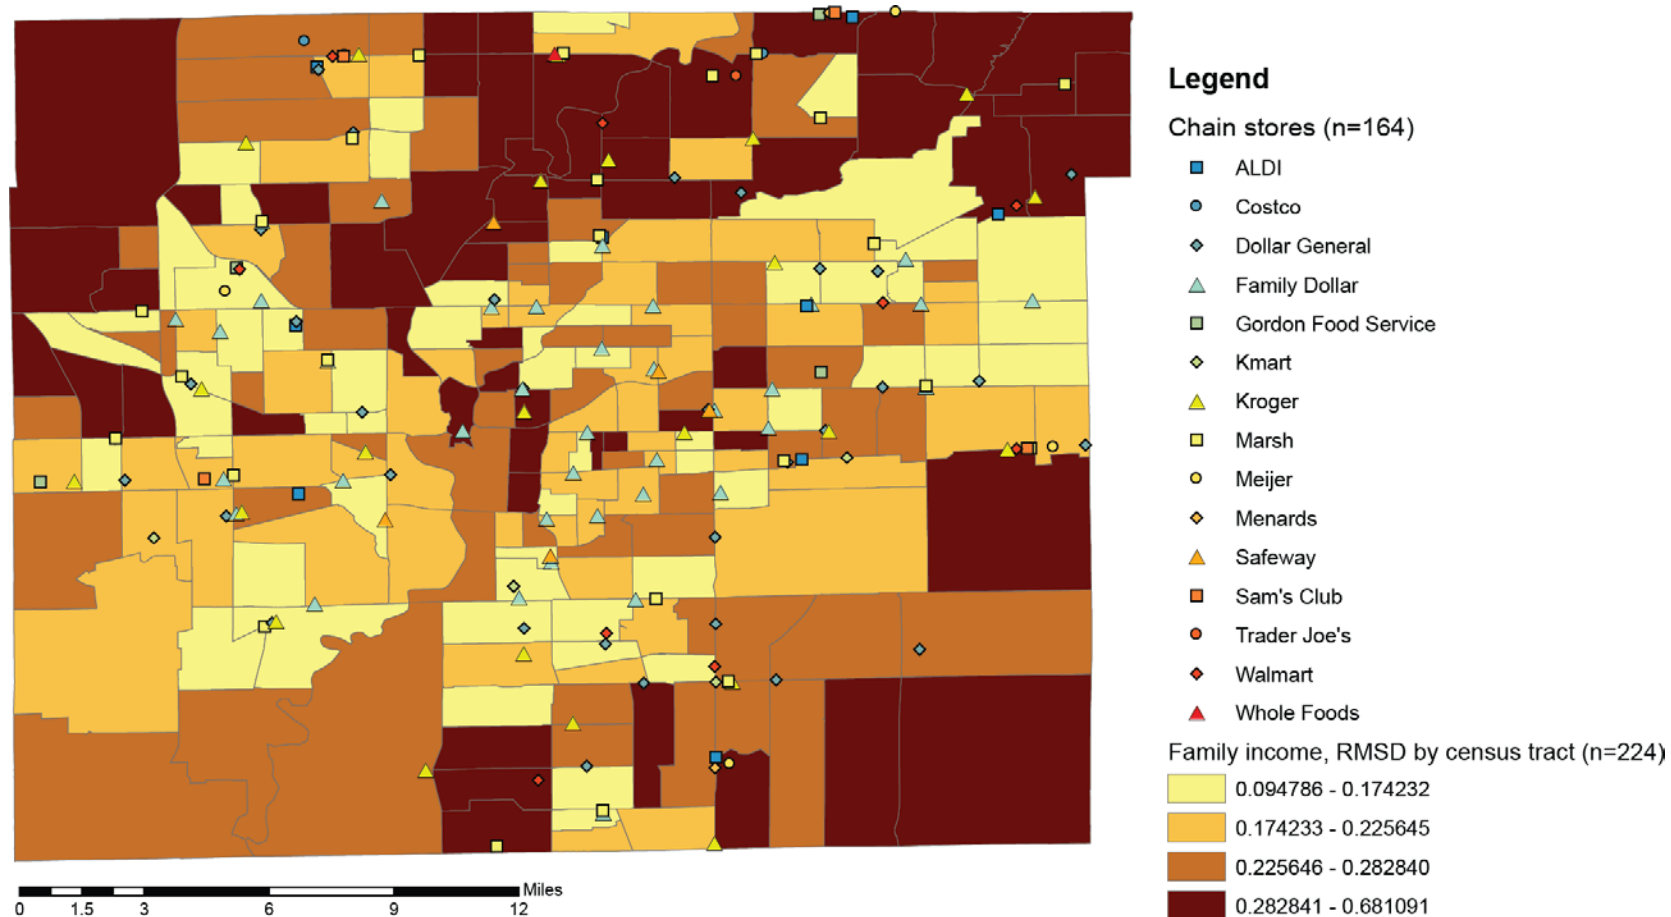 Legend
Chain stores (n=164)
ALDI
Costco
Dollar General
Family Dollar
Gordon Food Service
Kmart
Kroger
Marsh
Meijer
Menards
Safeway
Sam's Club
Trader Joe's
Walmart
Whole Foods
Family income, RMSD by census tract (n=224)
0.094786 - 0.174232
0.174233 - 0.225645
0.225646 - 0.282840
0.282841 - 0.681091
Miles
0 1.5 3 6 9 12